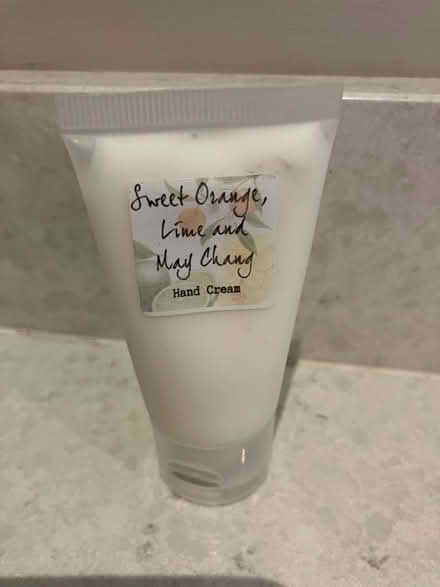 Sweet Orange,
Lime and
May Chang
Hand Cream